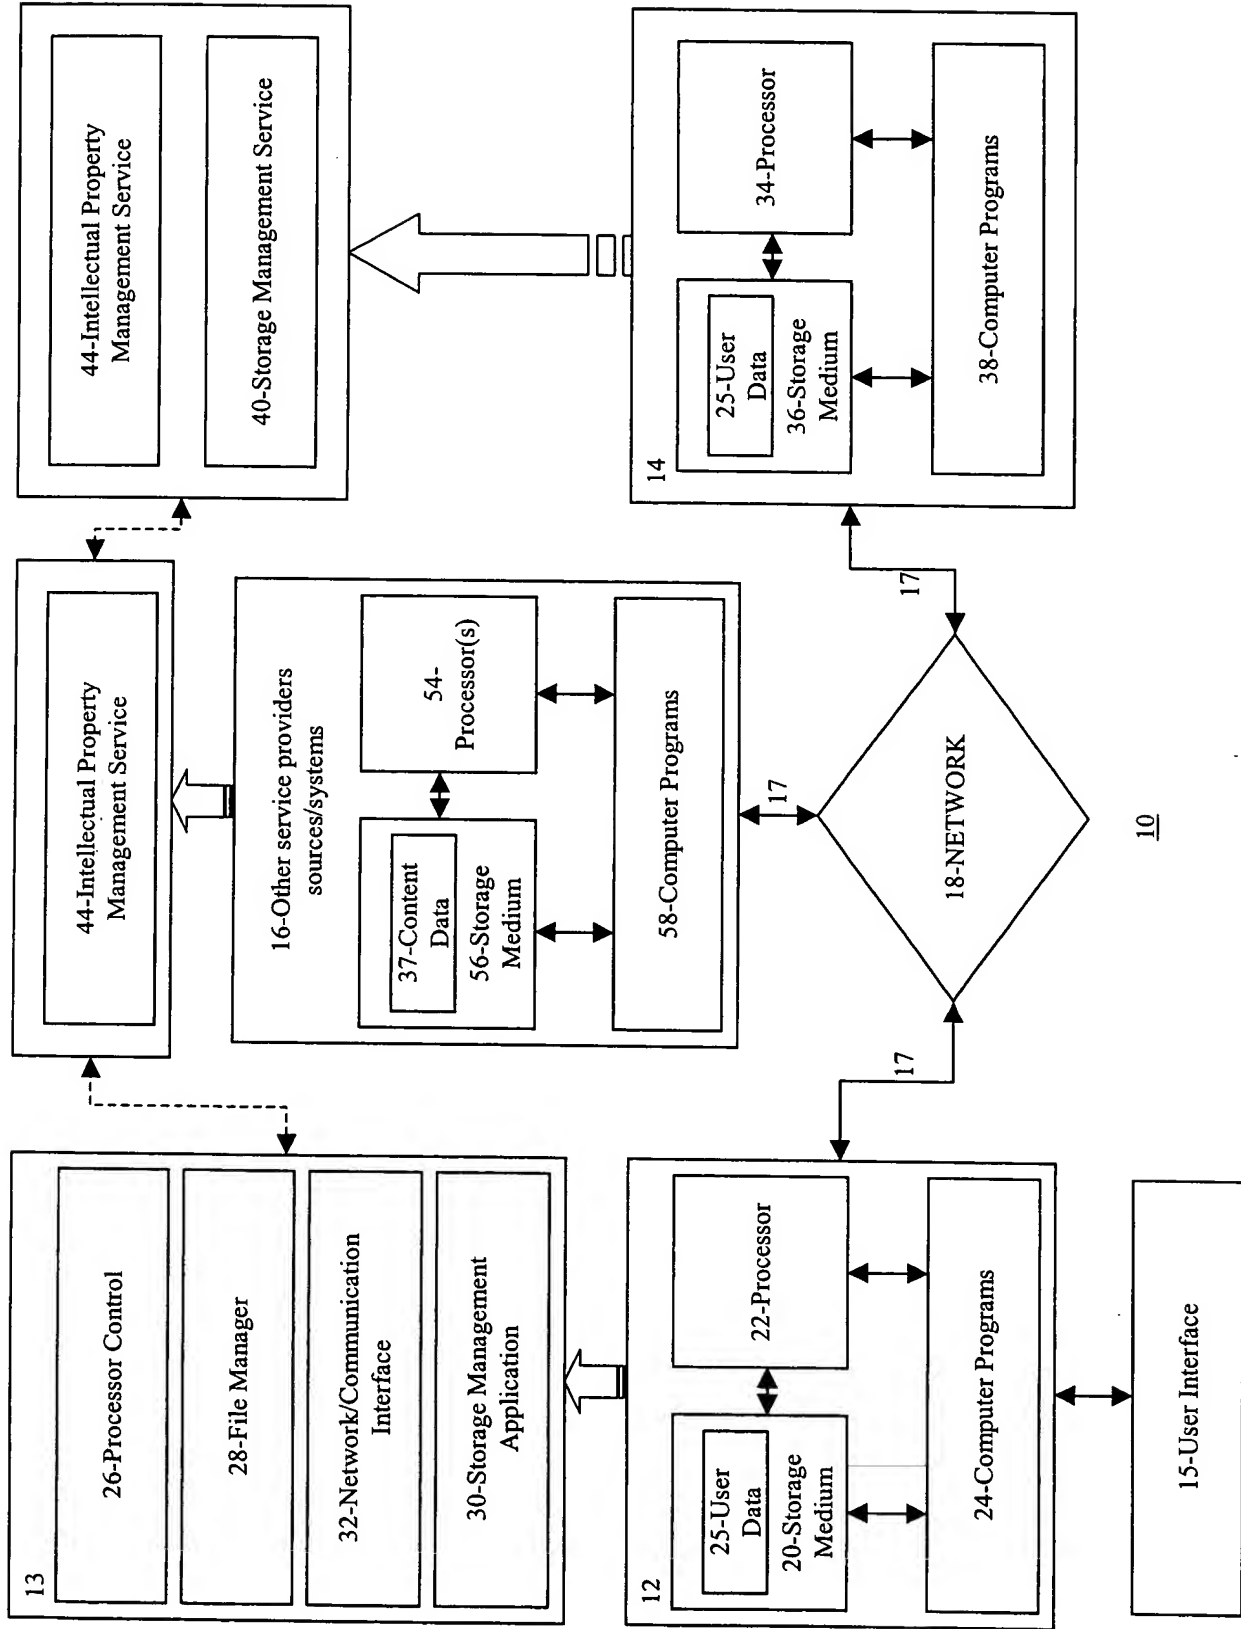 13
26-Processor Control
28-File Manager
32-Network/Communication
Interface
30-Storage Management
Application
12
25-User
Data
20-Storage
Medium
22-Processor
24-Computer Programs
15-User Interface
44-Intellectual Property
Management Service
16-Other service providers
sources/systems
37-Content
Data
56-Storage
Medium
54-
Processor(s)
58-Computer Programs
17
17
17
18-NETWORK
10
44-Intellectual Property
Management Service
40-Storage Management Service
14
25-User
Data
36-Storage
Medium
34-Processor
38-Computer Programs